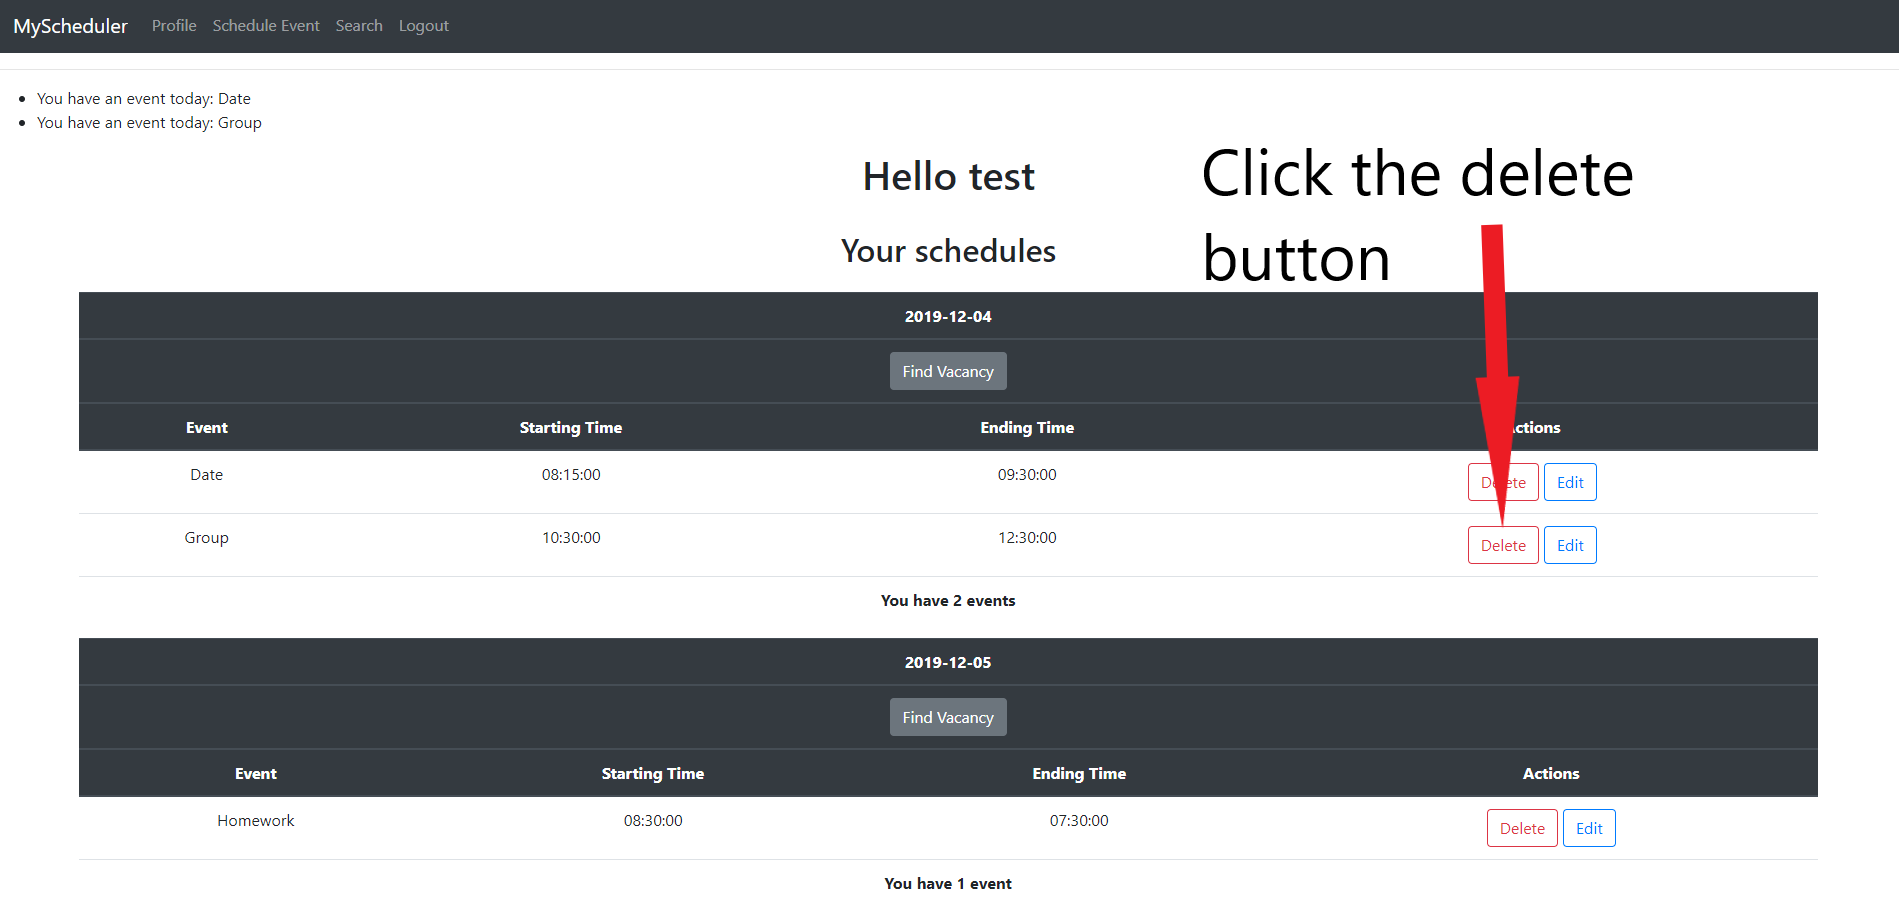 MyScheduler Profile Schedule Event Search Logout
You have an event today: Date
You have an event today: Group
Hello test
Your schedules
Click the delete
button
2019-12-04
Find Vacancy
Event Starting Time Ending Time Actions
Date 08:15:00 09:30:00 Delete Edit
Group 10:30:00 12:30:00 Delete Edit
You have 2 events
2019-12-05
Find Vacancy
Event Starting Time Ending Time Actions
Homework 08:30:00 07:30:00 Delete Edit
You have 1 event